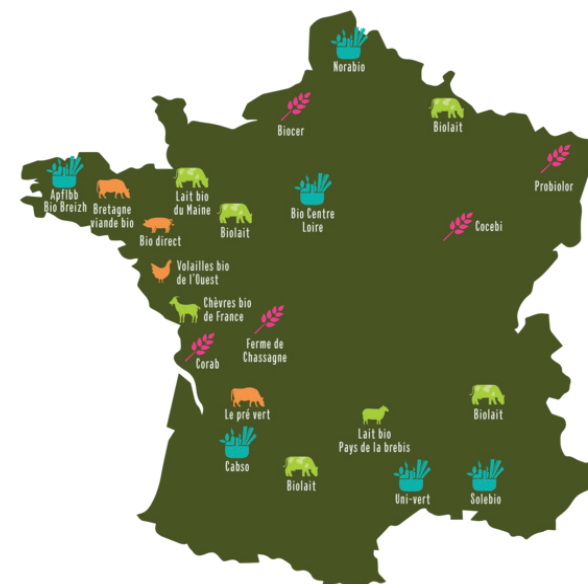 Norabio
Biocer
Biolait
Probiolor
Apflbb
Bio Breizh
Bretagne
viande bio
Lait bio
du Maine
Biolait
Bio Centre
Loire
Cocebi
Bio direct
Volailles bio
de l'Ouest
Chèvres bio
de France
Ferme de
Chassagne
Corab
Le pré vert
Lait bio
Pays de la brebis
Biolait
Cabso
Biolait
Uni-vert
Solebio